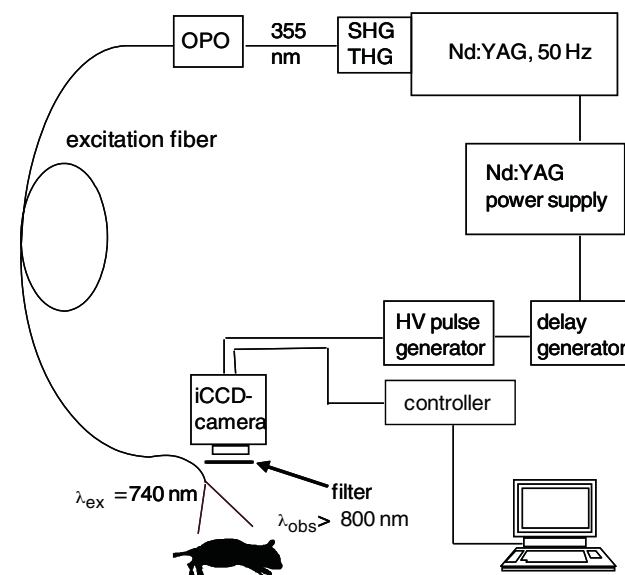 OPO
355
nm
SHG
THG
Nd:YAG, 50 Hz
excitation fiber
Nd:YAG
power supply
HV pulse
generator
delay
generator
iCCD-
camera
controller
filter
λex =740 nm
λobs> 800 nm